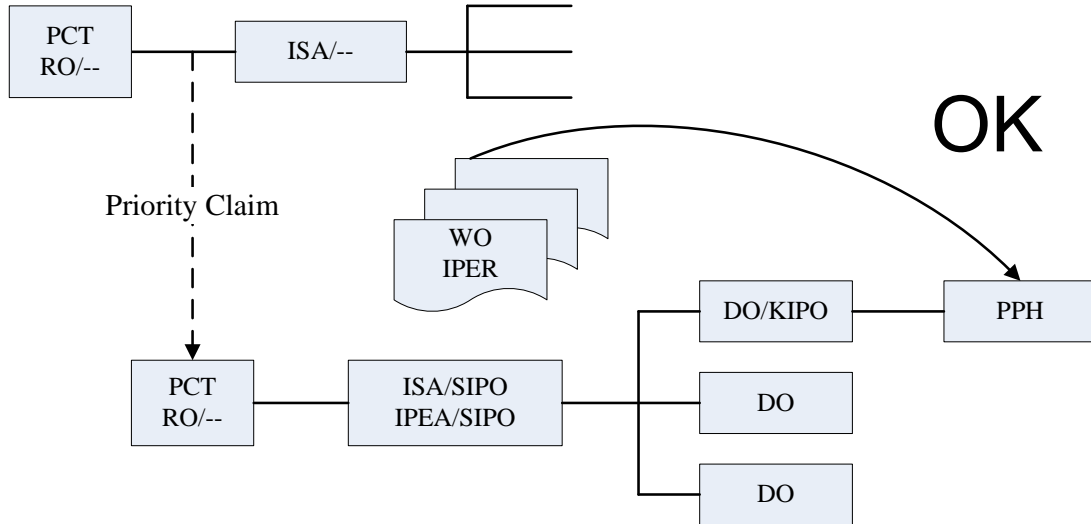 PCT
RO/--
ISA/--
OK
Priority Claim
WO
IPER
DO/KIPO
PPH
PCT
RO/--
ISA/SIPO
IPEA/SIPO
DO
DO